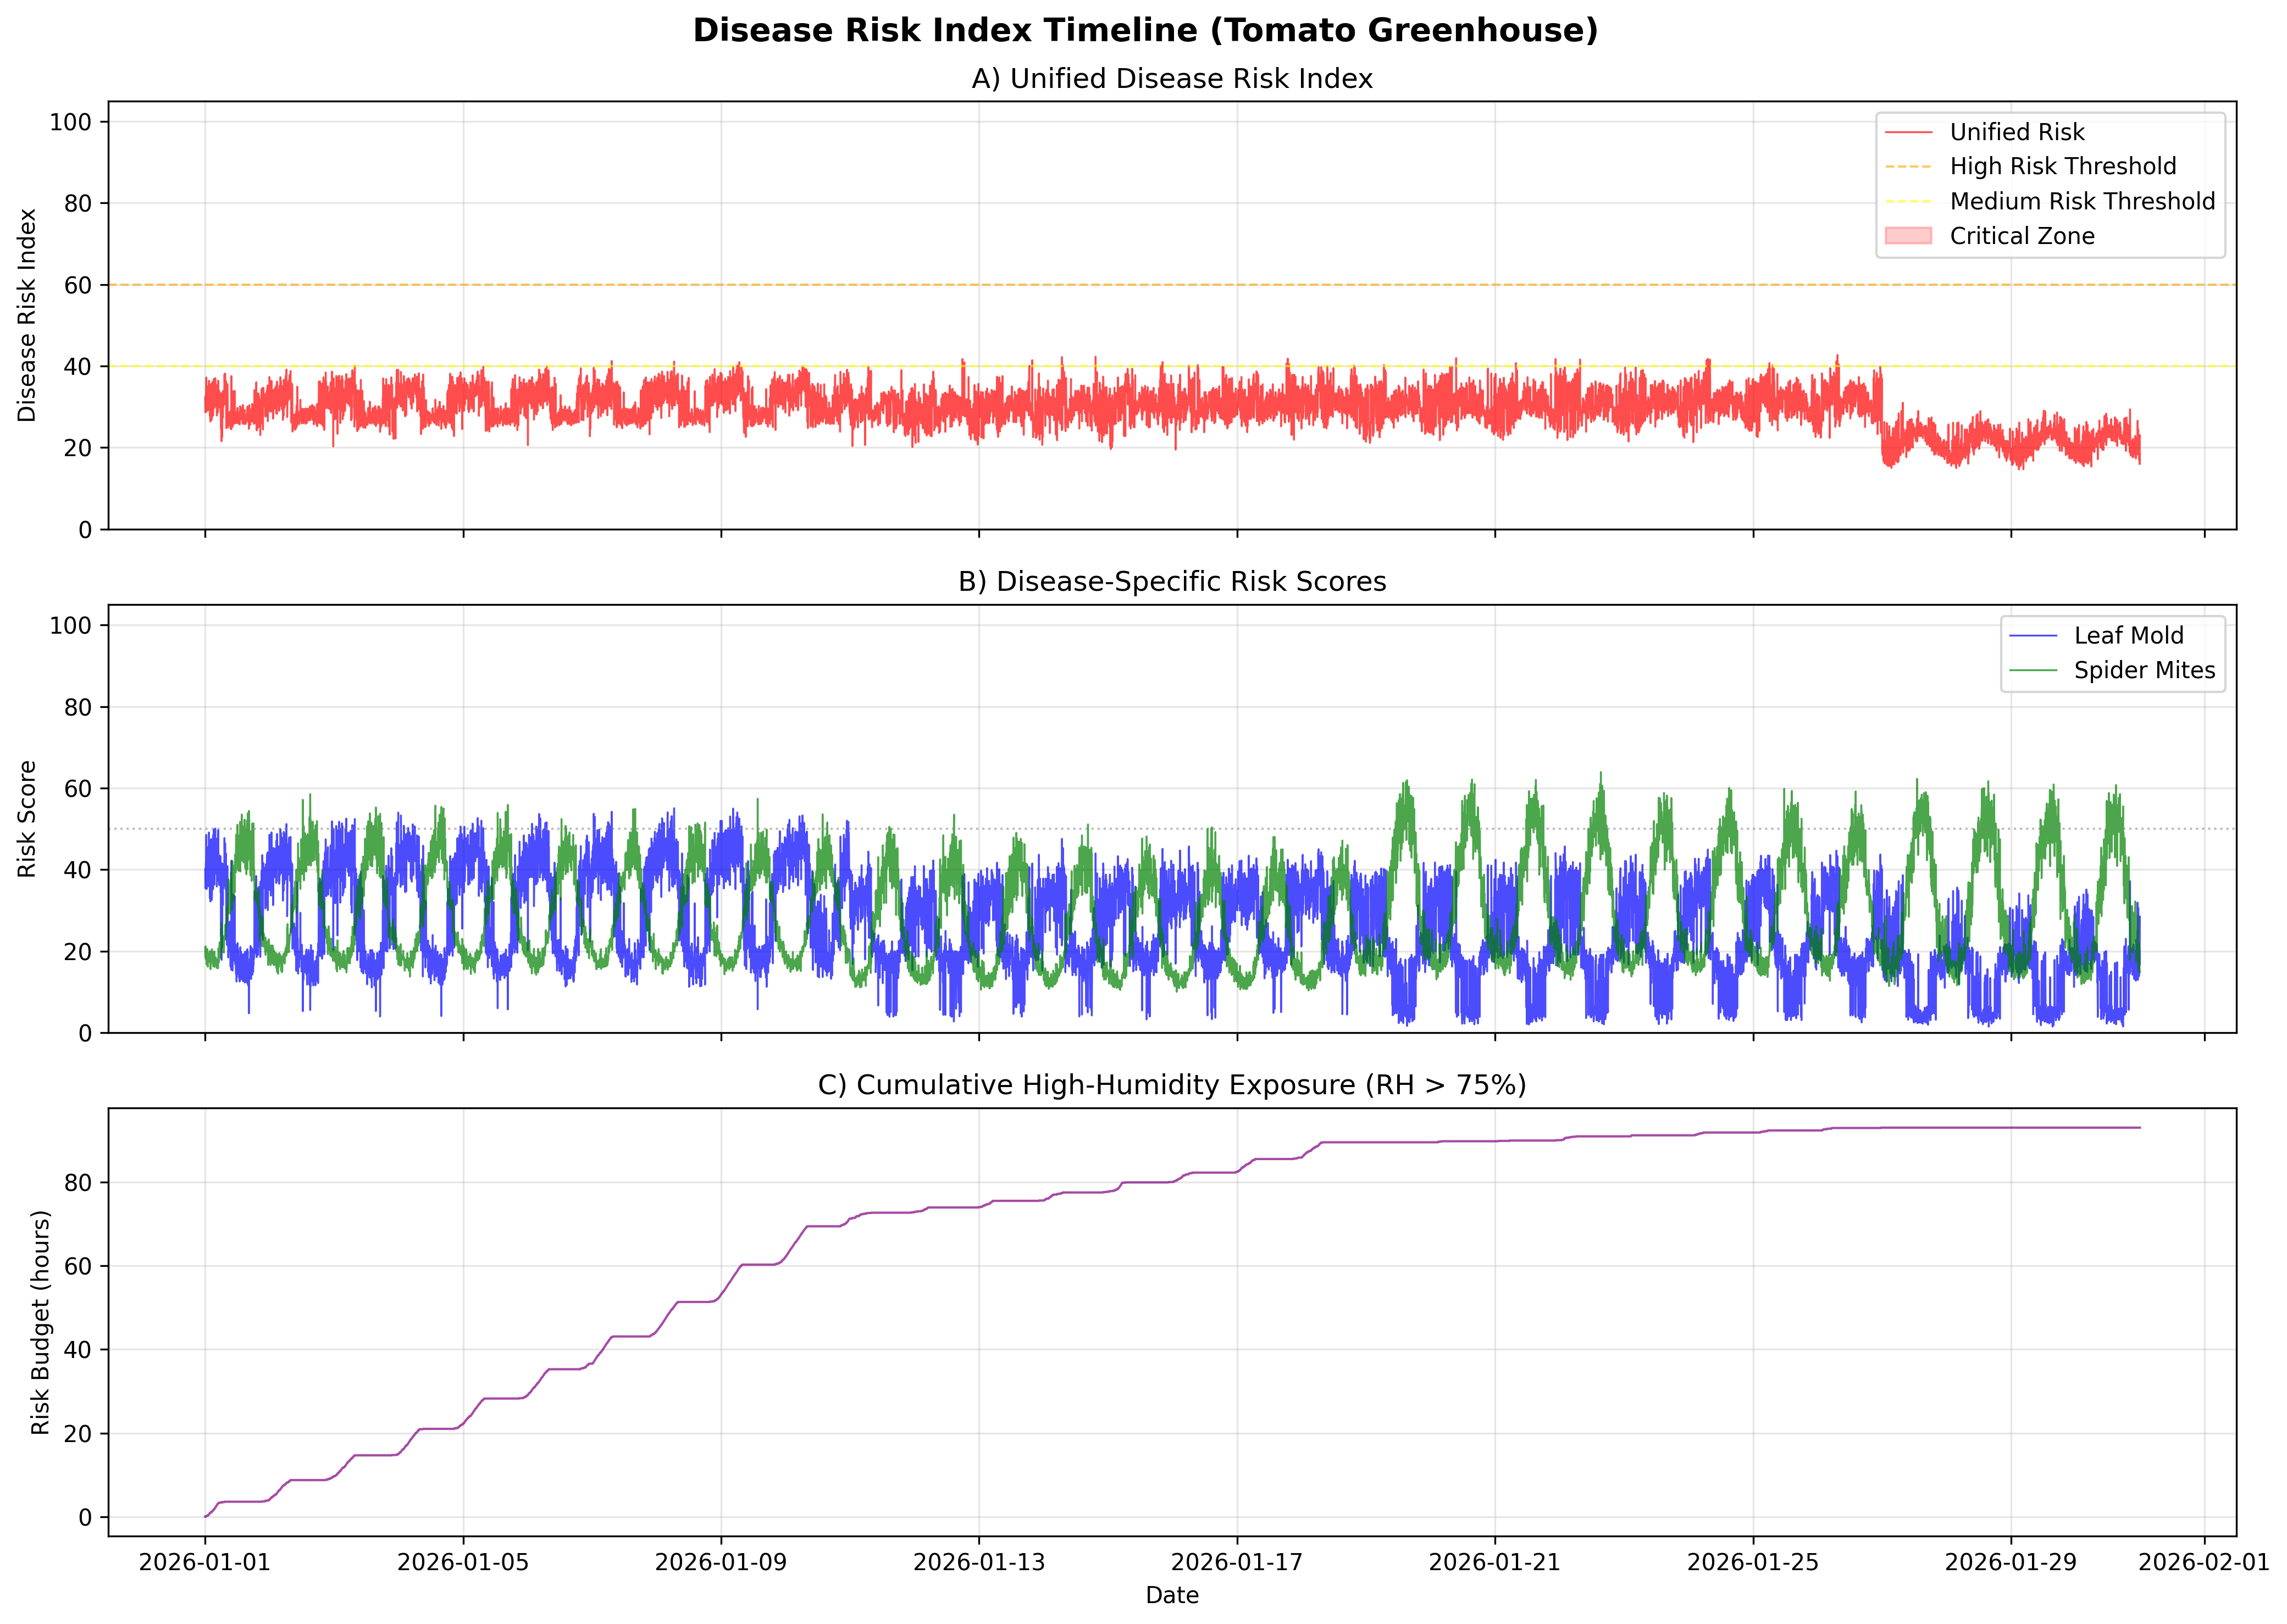 Disease Risk Index Timeline (Tomato Greenhouse)
A) Unified Disease Risk Index
Disease Risk Index
100
80
60
40
20
0
Unified Risk
High Risk Threshold
Medium Risk Threshold
Critical Zone
B) Disease-Specific Risk Scores
Risk Score
100
80
60
40
20
0
Leaf Mold
Spider Mites
C) Cumulative High-Humidity Exposure (RH > 75%)
Risk Budget (hours)
80
60
40
20
0
2026-01-01
2026-01-05
2026-01-09
2026-01-13
2026-01-17
2026-01-21
2026-01-25
2026-01-29
2026-02-01
Date